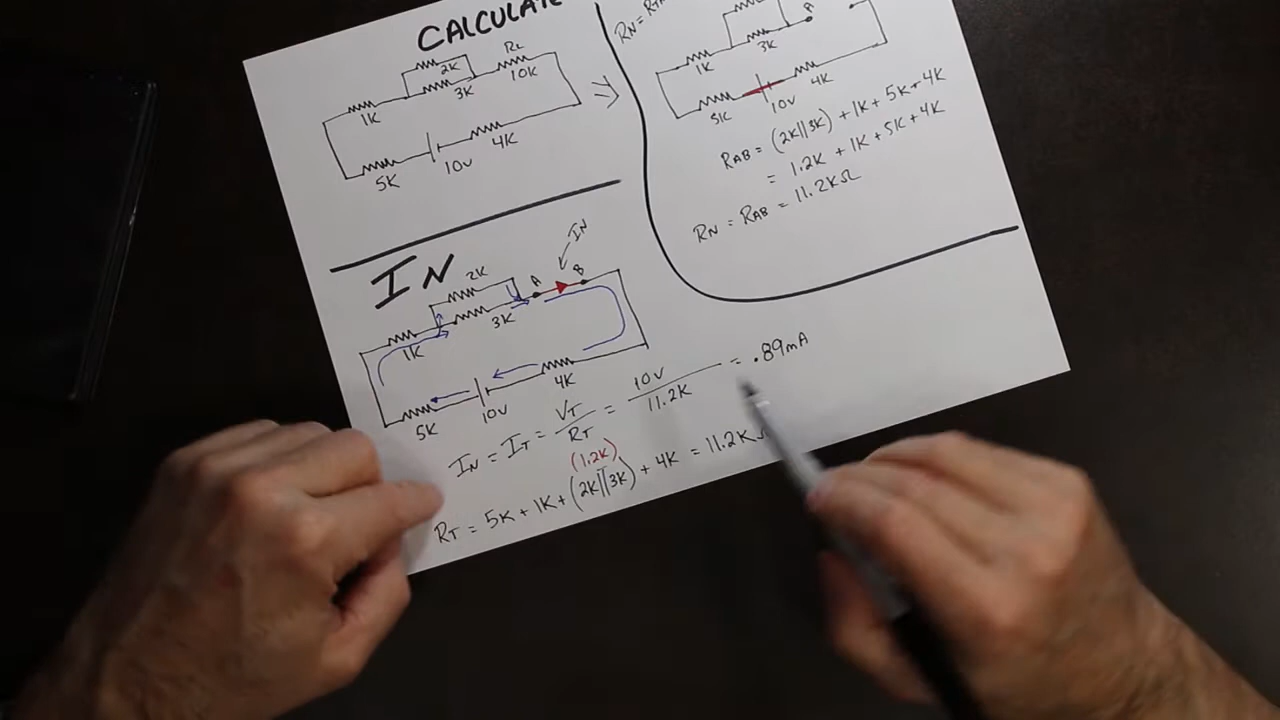 CALCULATE
2K
3K
RL
10K
1K
5K
10V
4K
RN = RTH
A
3K
1K
4K
5K
10V
RAB = (2K||3K) + 1K + 5K + 4K
= 1.2K + 1K + 5K + 4K
RN = RAB = 11.2KΩ
IN
IN
2K
A
B
3K
1K
4K
5K
10V
IN = IT = VT/RT = 10V/11.2K = .89mA
(1.2K)
RT = 5K + 1K + (2K||3K) + 4K = 11.2K